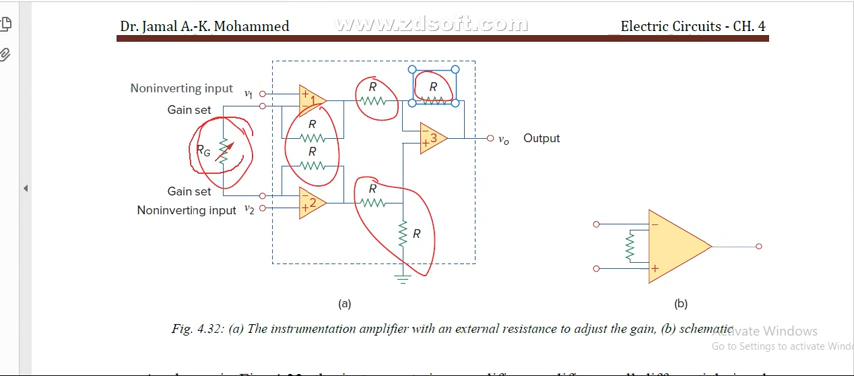 Dr. Jamal A.-K. Mohammed
www.zdsoft.com
Electric Circuits - CH. 4
Noninverting input v1
Gain set
RG
Gain set
Noninverting input v2
+
−
1
R
R
R
R
−
+
3
vo Output
−
+
2
R
R
−
+
(a)
(b)
Fig. 4.32: (a) The instrumentation amplifier with an external resistance to adjust the gain, (b) schematic
Activate Windows
Go to Settings to activate Wind